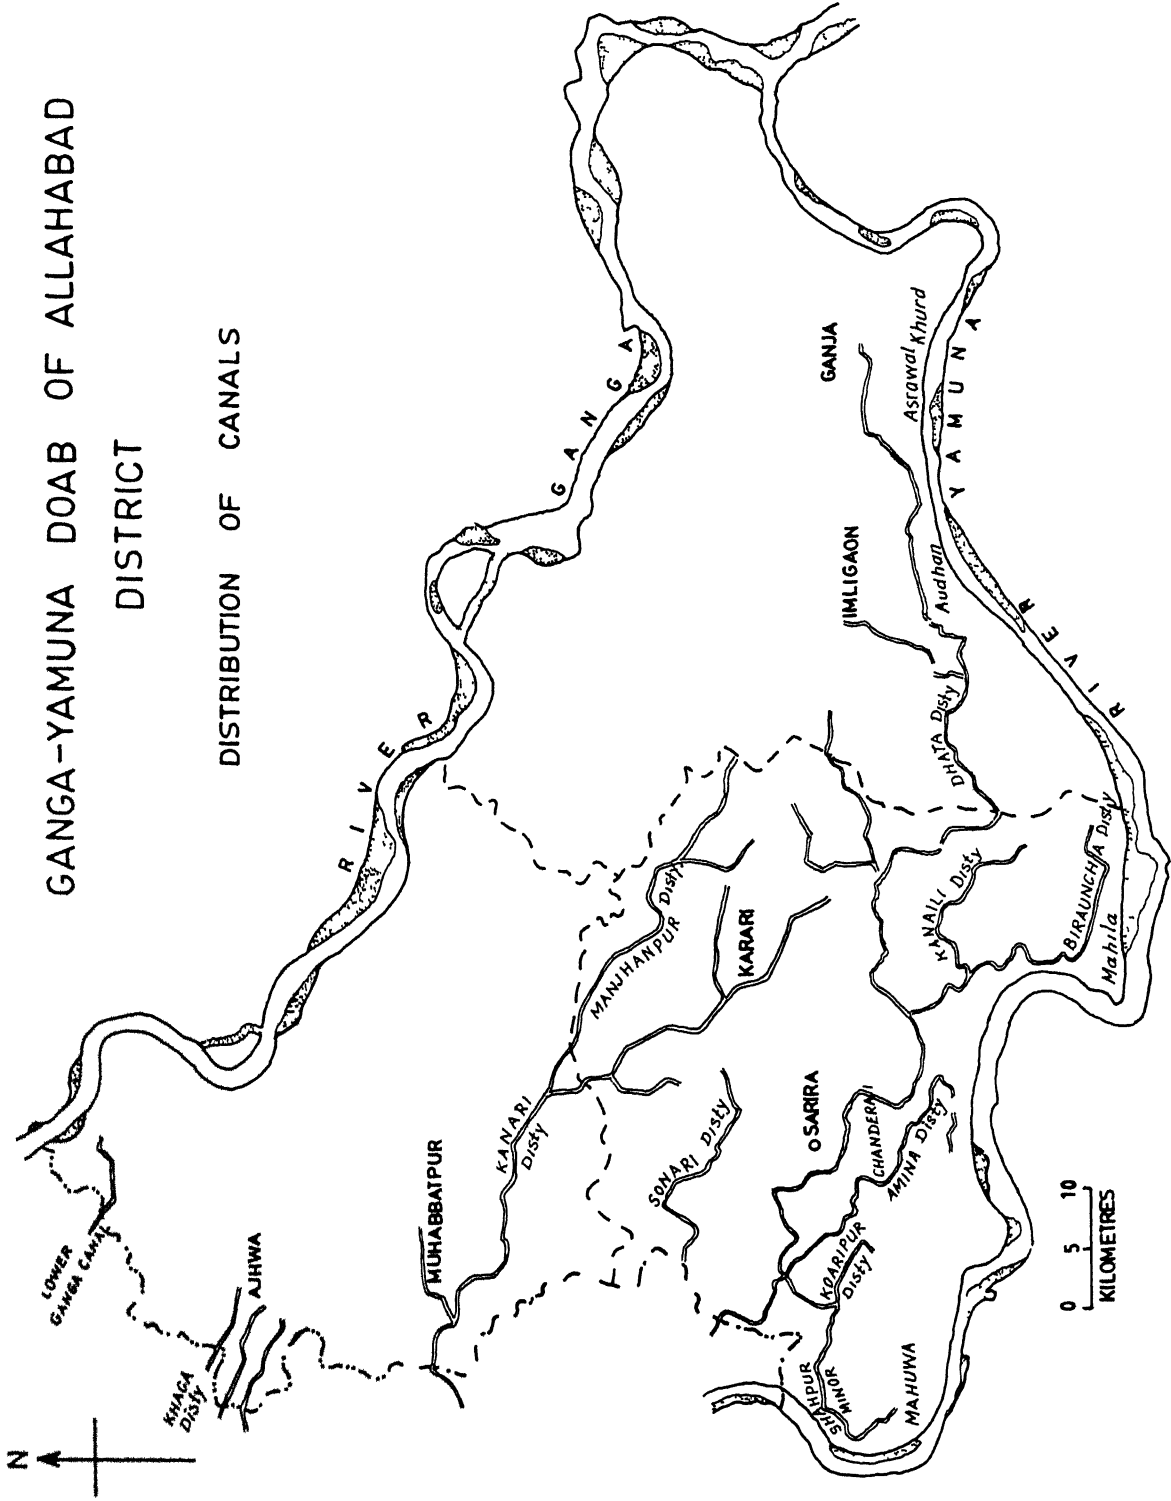 GANGA-YAMUNA DOAB OF ALLAHABAD
DISTRICT
DISTRIBUTION OF CANALS
N
LOWER
GANGA CANAL
KHAGA
Disty
AJHWA
MUHABBATPUR
KANARI
Disty
RIVER GANGA
MANJHANPUR Disty
KARARI
SONARI Disty
SARIRA
CHANDERAI
AMINA Disty
KOARIPUR
Disty
SHAHPUR
MINOR
MAHUWA
KANAILI Disty
BIRAUNCHA Disty
Mahila
DHATA Disty
IMLIGAON
Audhan
GANJA
Asrawal Khurd
RIVER YAMUNA
0 5 10
KILOMETRES